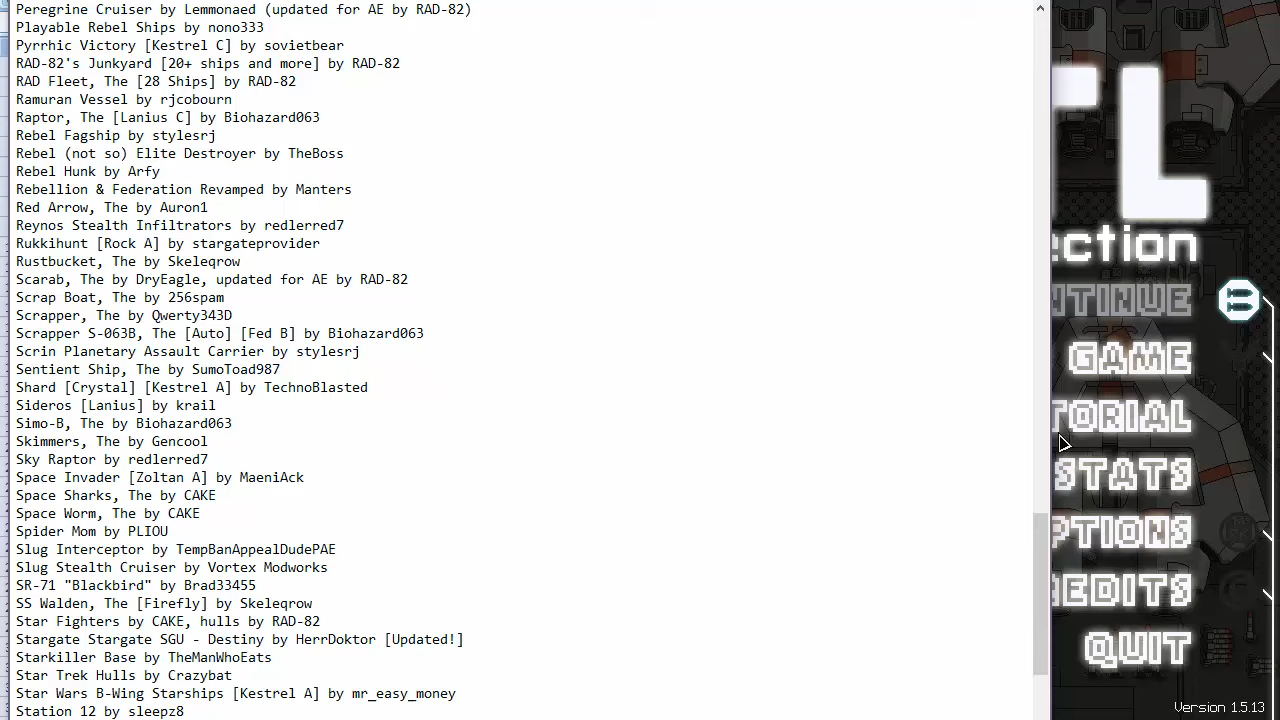 Peregrine Cruiser by Lemmonaed (updated for AE by RAD-82)
Playable Rebel Ships by nono333
Pyrrhic Victory [Kestrel C] by sovietbear
RAD-82's Junkyard [20+ ships and more] by RAD-82
RAD Fleet, The [28 Ships] by RAD-82
Ramuran Vessel by rjcobourn
Raptor, The [Lanius C] by Biohazard063
Rebel Fagship by stylesrj
Rebel (not so) Elite Destroyer by TheBoss
Rebel Hunk by Arfy
Rebellion & Federation Revamped by Manters
Red Arrow, The by Auron1
Reynos Stealth Infiltrators by redlerred7
Rukkihunt [Rock A] by stargateprovider
Rustbucket, The by Skeleqrow
Scarab, The by DryEagle, updated for AE by RAD-82
Scrap Boat, The by 256spam
Scrapper, The by Qwerty343D
Scrapper S-063B, The [Auto] [Fed B] by Biohazard063
Scrin Planetary Assault Carrier by stylesrj
Sentient Ship, The by SumoToad987
Shard [Crystal] [Kestrel A] by TechnoBlasted
Sideros [Lanius] by krail
Simo-B, The by Biohazard063
Skimmers, The by Gencool
Sky Raptor by redlerred7
Space Invader [Zoltan A] by MaeniAck
Space Sharks, The by CAKE
Space Worm, The by CAKE
Spider Mom by PLIOU
Slug Interceptor by TempBanAppealDudePAE
Slug Stealth Cruiser by Vortex Modworks
SR-71 "Blackbird" by Brad33455
SS Walden, The [Firefly] by Skeleqrow
Star Fighters by CAKE, hulls by RAD-82
Stargate Stargate SGU - Destiny by HerrDoktor [Updated!]
Starkiller Base by TheManWhoEats
Star Trek Hulls by Crazybat
Star Wars B-Wing Starships [Kestrel A] by mr_easy_money
Station 12 by sleepz8
TL
ection
NTINUE
GAME
TORIAL
STATS
PTIONS
EDITS
QUIT
Version 1.5.13